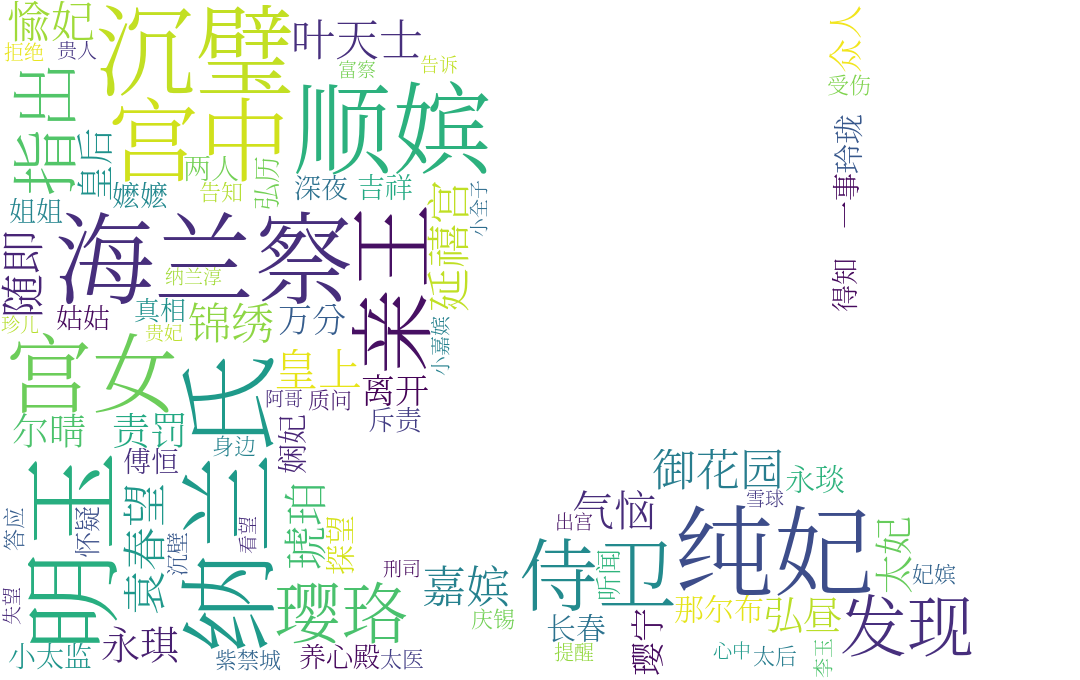 愉妃
沉璧
叶天士
众人
拒绝
贵人
富察
告诉
受伤
指出
宫中
顺嫔
皇后
两人
弘历
玲珑
嬷嬷
告知
深夜
吉祥
延禧宫
小全子
一事
姐姐
海兰察
亲王
随即
纳兰淳
得知
珍儿
姑姑
真相
贵妃
锦绣
万分
小嘉嫔
宫女
纳兰氏
皇上
离开
阿哥
质问
斥责
尔晴
责罚
身边
娴妃
傅恒
御花园
永琰
明玉
答应
怀疑
袁春望
沉壁
看望
琥珀
探望
气恼
雪球
出宫
纯妃
太妃
侍卫
听闻
刑司
嘉嫔
妃嫔
失望
璎珞
庆锡
长春
璎宁
那尔布
弘昼
发现
小太监
永琪
紫禁城
养心殿
太医
提醒
心中
太后
李玉